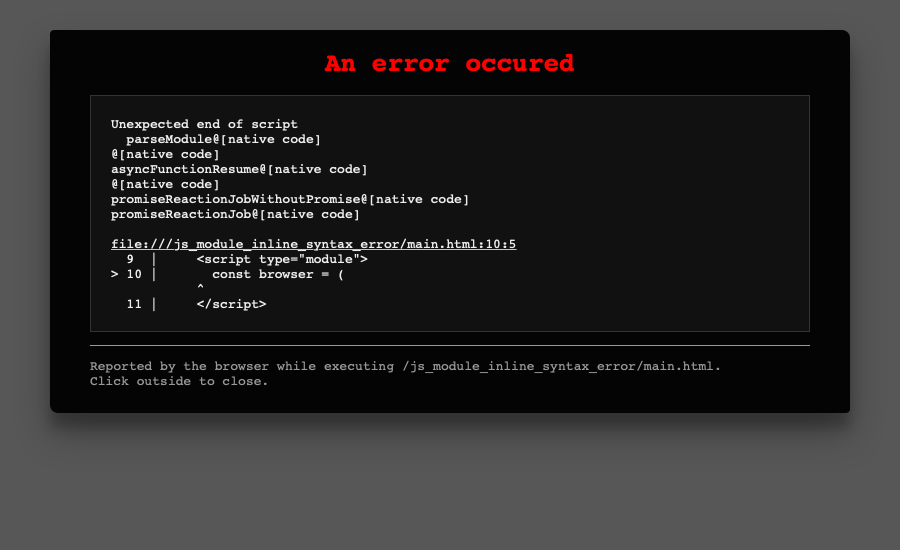 An error occured
Unexpected end of script
  parseModule@[native code]
@[native code]
asyncFunctionResume@[native code]
@[native code]
promiseReactionJobWithoutPromise@[native code]
promiseReactionJob@[native code]
file:///js_module_inline_syntax_error/main.html:10:5
  9  |     <script type="module">
> 10 |       const browser = (
           ^
  11 |     </script>
Reported by the browser while executing /js_module_inline_syntax_error/main.html.
Click outside to close.